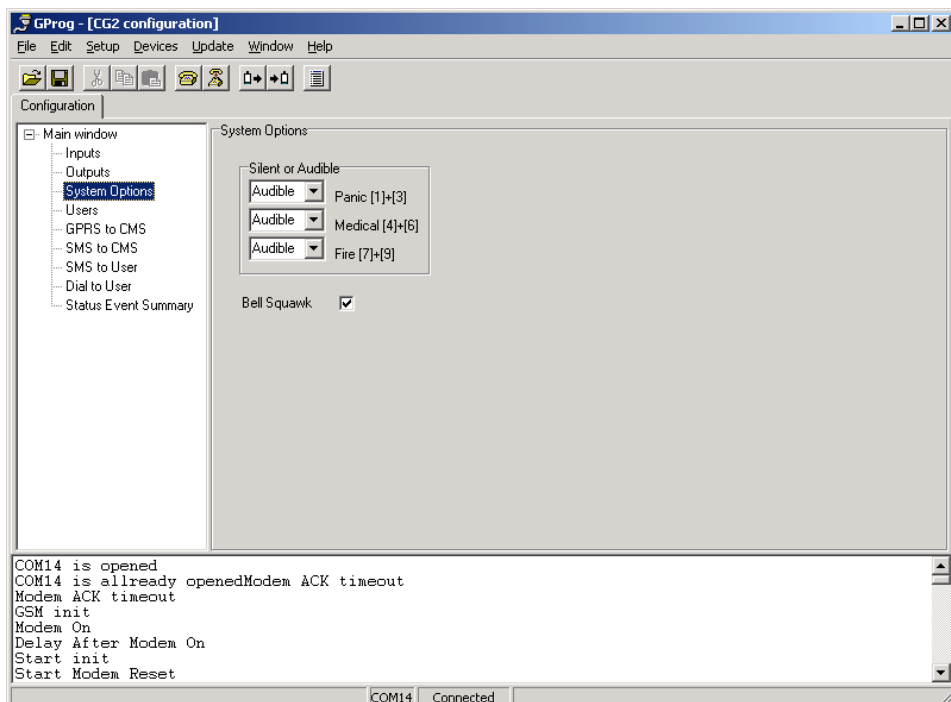 GProg - [CG2 configuration]
File Edit Setup Devices Update Window Help
Configuration
Main window
Inputs
Outputs
System Options
Users
GPRS to CMS
SMS to CMS
SMS to User
Dial to User
Status Event Summary
System Options
Silent or Audible
Audible Panic [1]+[3]
Audible Medical [4]+[6]
Audible Fire [7]+[9]
Bell Squawk
COM14 is opened
COM14 is allready openedModem ACK timeout
Modem ACK timeout
GSM init
Modem On
Delay After Modem On
Start init
Start Modem Reset
COM14 Connected